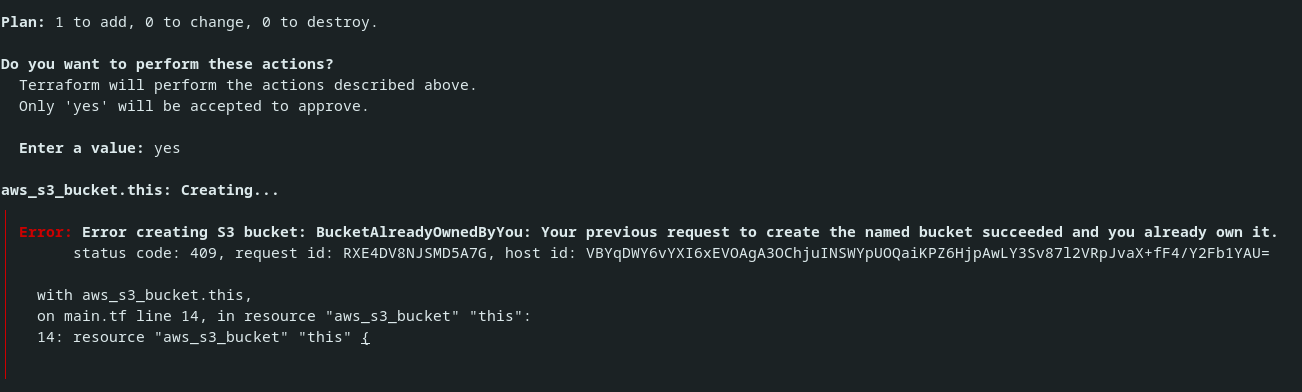 Plan: 1 to add, 0 to change, 0 to destroy.
Do you want to perform these actions?
Terraform will perform the actions described above.
Only 'yes' will be accepted to approve.
Enter a value: yes
aws_s3_bucket.this: Creating...
Error: Error creating S3 bucket: BucketAlreadyOwnedByYou: Your previous request to create the named bucket succeeded and you already own it.
status code: 409, request id: RXE4DV8NJSMD5A7G, host id: VBYqDWY6vYXI6xEVOAgA3OChjuINSWYpUOQaiKPZ6HjpAwLY3Sv87l2VRpJvaX+fF4/Y2Fb1YAU=
with aws_s3_bucket.this,
on main.tf line 14, in resource "aws_s3_bucket" "this":
14: resource "aws_s3_bucket" "this" {